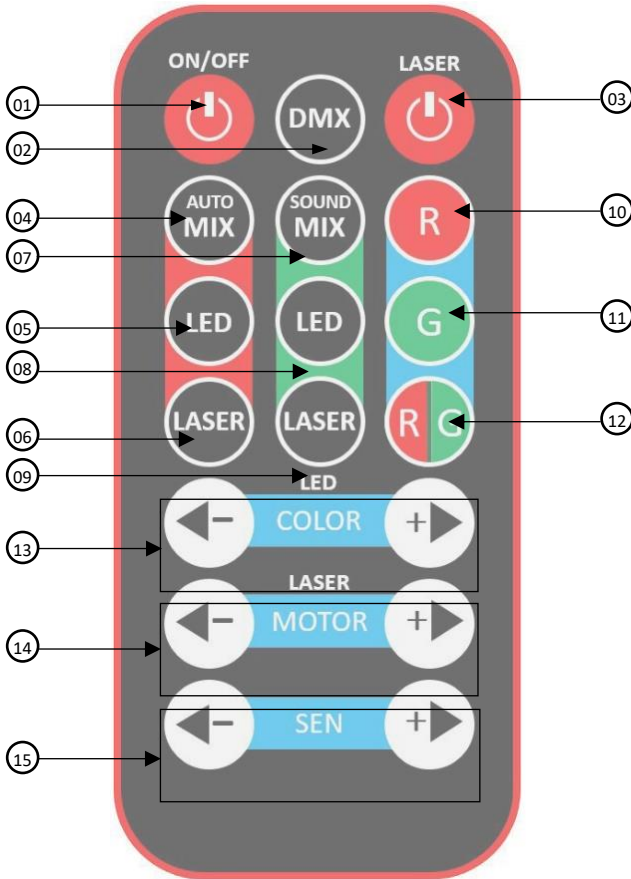 ON/OFF LASER
01 03
DMX
02
AUTO MIX SOUND MIX R
04 10
07
LED LED G
05 11
08
LASER LASER R G
06 12
09
LED
- COLOR +
13
LASER
- MOTOR +
14
- SEN +
15